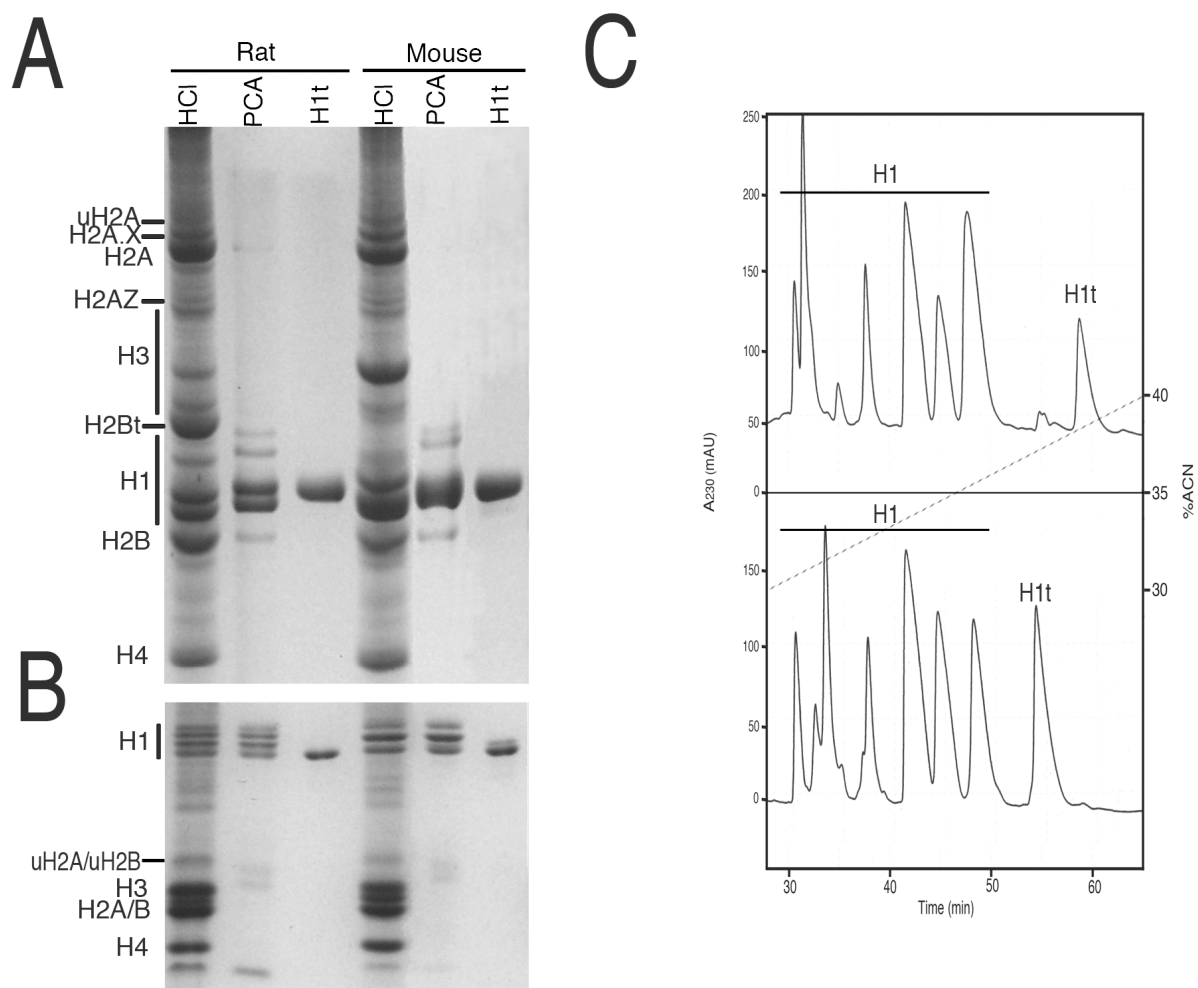 A
Rat Mouse
HCl PCA H1t HCl PCA H1t
uH2A
H2A.X
H2A
H2AZ
H3
H2Bt
H1
H2B
H4
B
H1
uH2A/uH2B
H3
H2A/B
H4
C
250
200
150
100
50
0
H1
H1t
150
100
50
0
H1
H1t
A230 (mAU)
40
35
30
%ACN
30 40 50 60
Time (min)